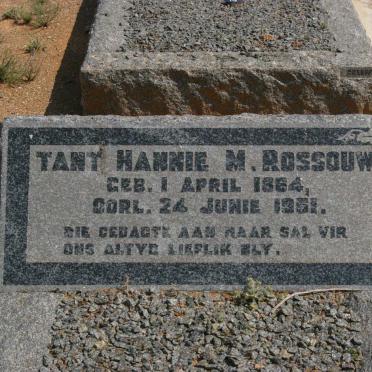 TANT HANNIE M. ROSSOUW
GEB. 1 APRIL 1864,
OORL. 24 JUNIE 1951.
DIE GEDAGTE AAN HAAR SAL VIR
ONS ALTYD LIEFLIK BLY.